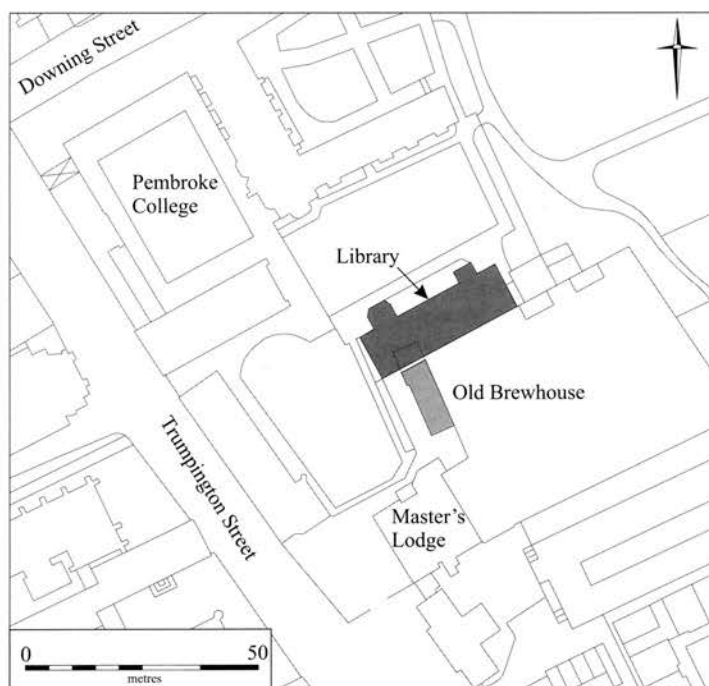 Downing Street
Pembroke
College
Library
Old Brewhouse
Trumpington Street
Master's
Lodge
0
50
metres